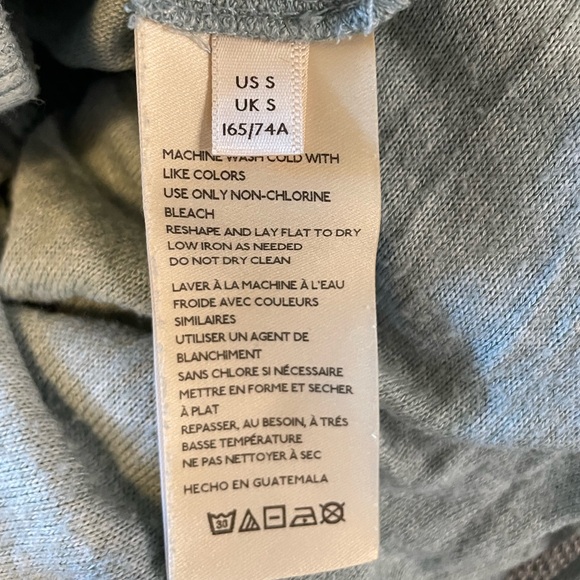 US S
UK S
165/74A
MACHINE WASH COLD WITH
LIKE COLORS
USE ONLY NON-CHLORINE
BLEACH
RESHAPE AND LAY FLAT TO DRY
LOW IRON AS NEEDED
DO NOT DRY CLEAN
LAVER À LA MACHINE À L'EAU
FROIDE AVEC COULEURS
SIMILAIRES
UTILISER UN AGENT DE
BLANCHIMENT
SANS CHLORE SI NÉCESSAIRE
METTRE EN FORME ET SECHER
À PLAT
REPASSER, AU BESOIN, À TRÉS
BASSE TEMPÉRATURE
NE PAS NETTOYER À SEC
HECHO EN GUATEMALA
30